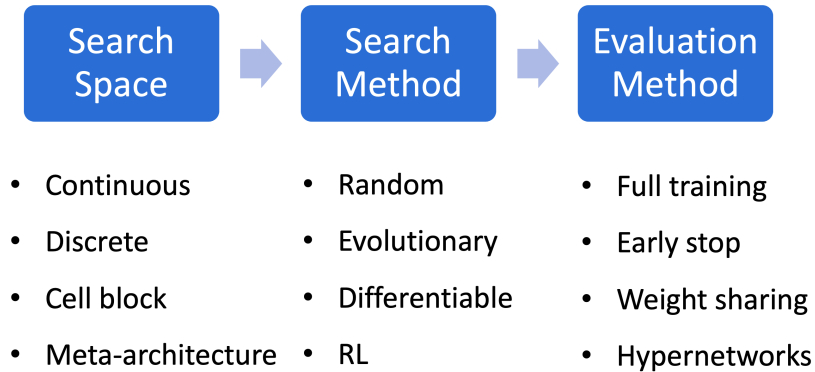 Search
Space
Search
Method
Evaluation
Method
• Continuous
• Discrete
• Cell block
• Meta-architecture
• Random
• Evolutionary
• Differentiable
• RL
• Full training
• Early stop
• Weight sharing
• Hypernetworks